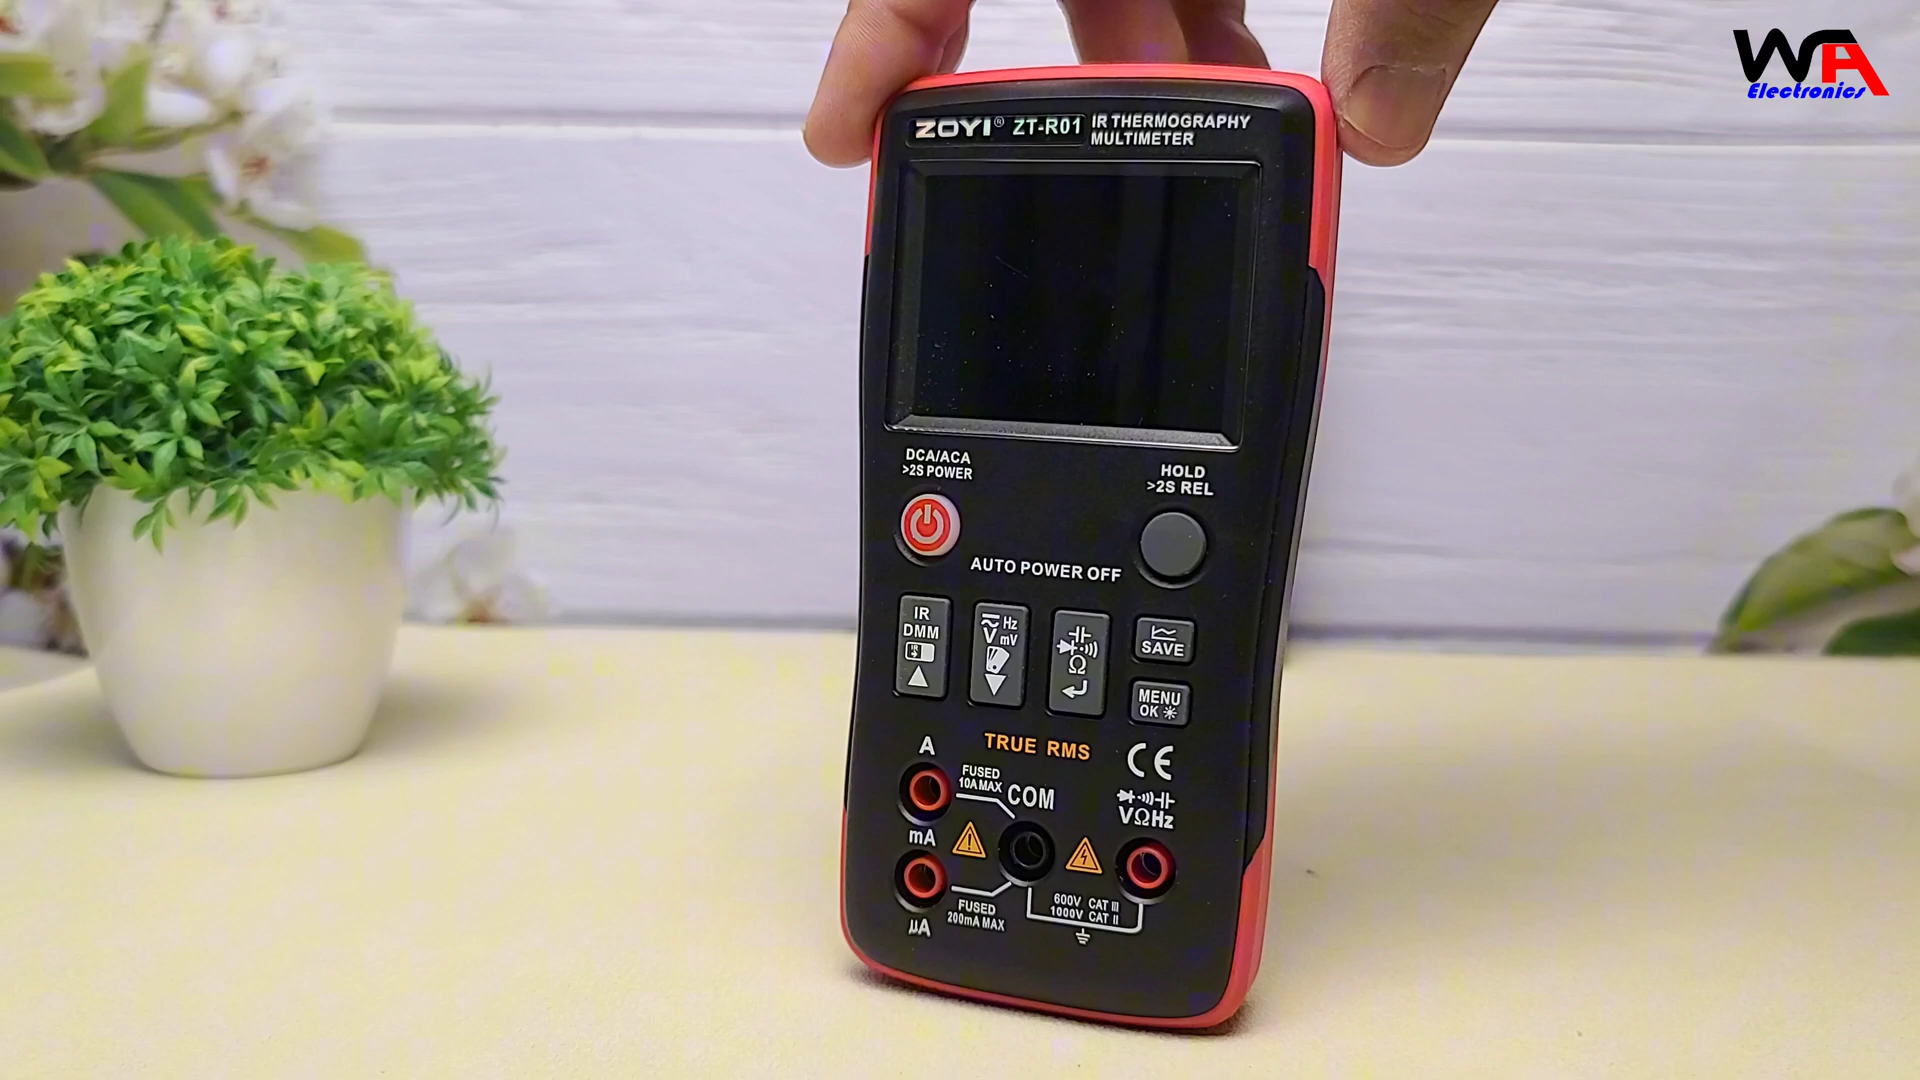 WA
Electronics
ZOYI® ZT-R01 IR THERMOGRAPHY
MULTIMETER
DCA/ACA
>2S POWER
HOLD
>2S REL
AUTO POWER OFF
IR
DMM
IR
Hz
V mV
Ω
SAVE
MENU
OK
TRUE RMS
CE
A
FUSED
10A MAX
COM
VΩHz
mA
FUSED
200mA MAX
µA
600V CAT III
1000V CAT II